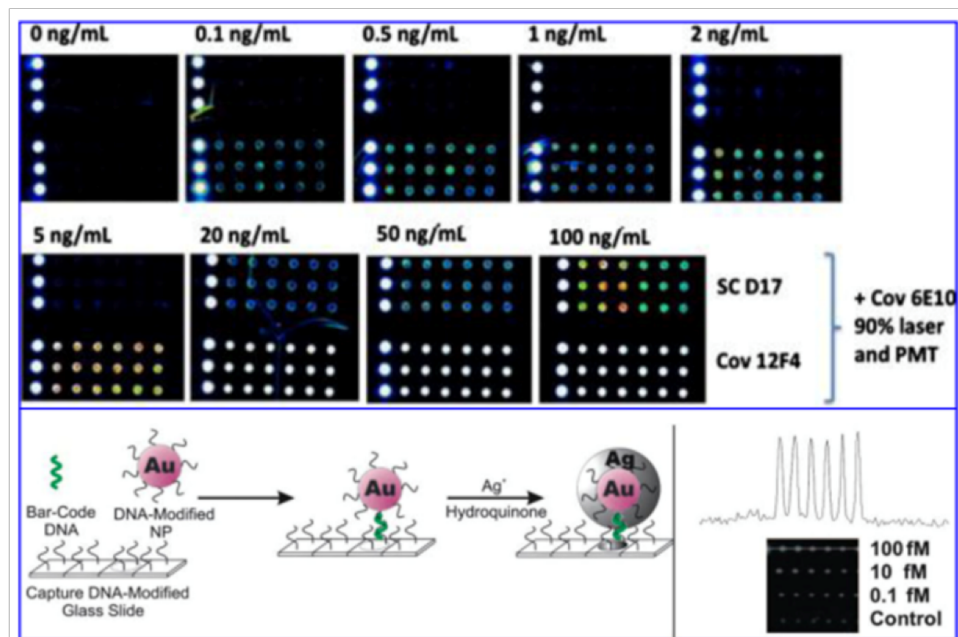 0 ng/mL
0.1 ng/mL
0.5 ng/mL
1 ng/mL
2 ng/mL
5 ng/mL
20 ng/mL
50 ng/mL
100 ng/mL
SC D17
Cov 12F4
+ Cov 6E10
90% laser
and PMT
Au
Bar-Code
DNA
DNA-Modified
NP
Capture DNA-Modified
Glass Slide
Au
Ag⁺
Hydroquinone
Ag
Au
100 fM
10 fM
0.1 fM
Control